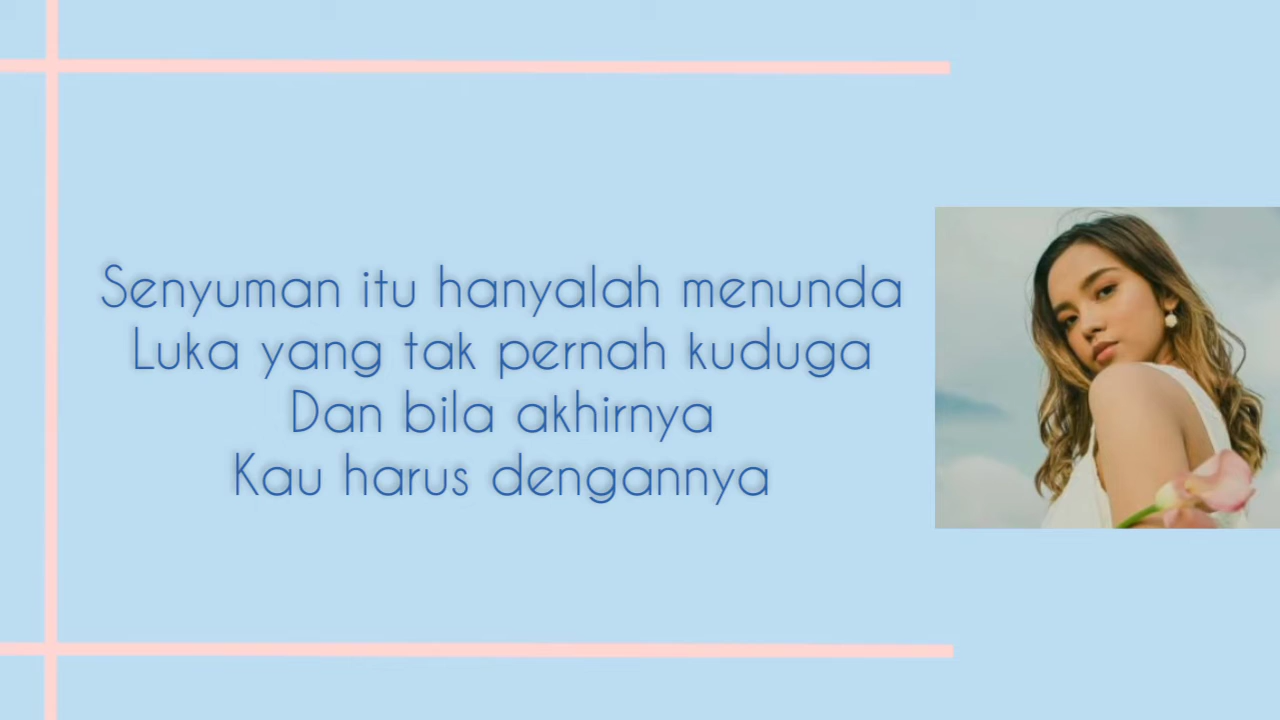 Senyuman itu hanyalah menunda
Luka yang tak pernah kuduga
Dan bila akhirnya
Kau harus dengannya